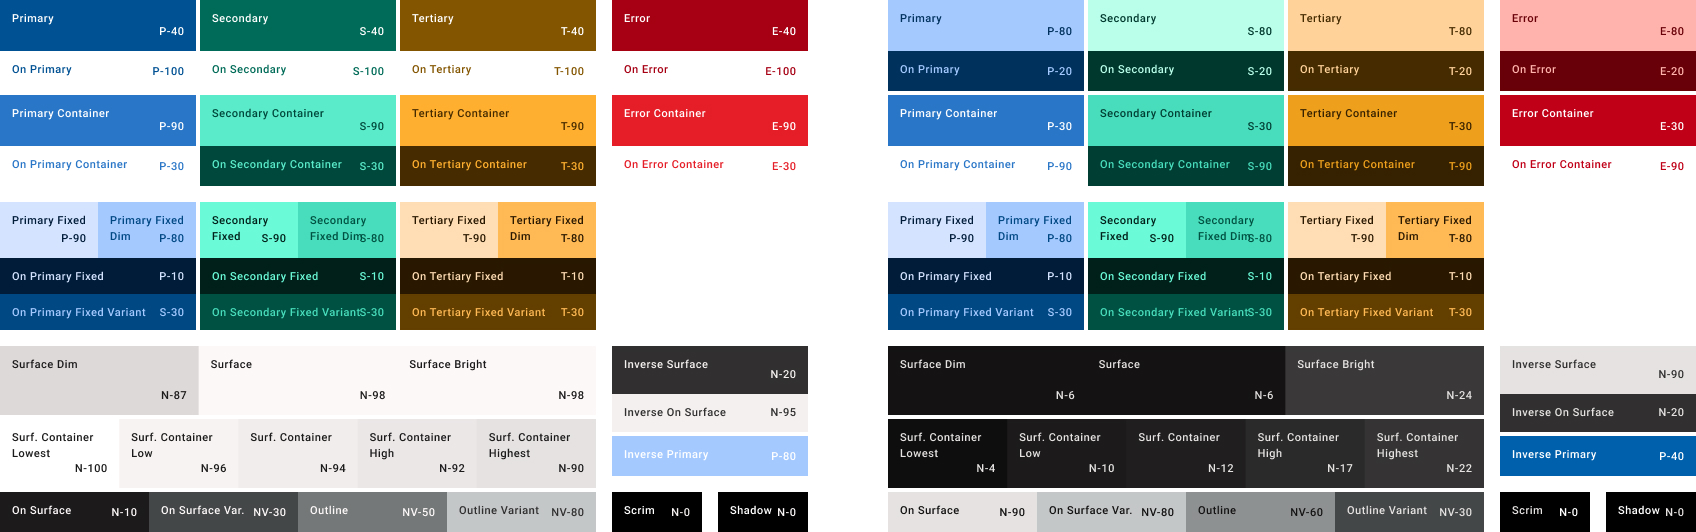 Primary
P-40
Secondary
S-40
Tertiary
T-40
Error
E-40
On Primary
P-100
On Secondary
S-100
On Tertiary
T-100
On Error
E-100
Primary Container
P-90
Secondary Container
S-90
Tertiary Container
T-90
Error Container
E-90
On Primary Container
P-30
On Secondary Container
S-30
On Tertiary Container
T-30
On Error Container
E-30
Primary Fixed
P-90
Primary Fixed
Dim P-80
Secondary
Fixed S-90
Secondary
Fixed Dim S-80
Tertiary Fixed
T-90
Tertiary Fixed
Dim T-80
On Primary Fixed
P-10
On Secondary Fixed
S-10
On Tertiary Fixed
T-10
On Primary Fixed Variant
S-30
On Secondary Fixed Variant
S-30
On Tertiary Fixed Variant
T-30
Surface Dim
N-87
Surface
N-98
Surface Bright
N-98
Inverse Surface
N-20
Inverse On Surface
N-95
Inverse Primary
P-80
Surf. Container
Lowest
N-100
Surf. Container
Low
N-96
Surf. Container
N-94
Surf. Container
High
N-92
Surf. Container
Highest
N-90
On Surface
N-10
On Surface Var.
NV-30
Outline
NV-50
Outline Variant
NV-80
Scrim
N-0
Shadow
N-0
Primary
P-80
Secondary
S-80
Tertiary
T-80
Error
E-80
On Primary
P-20
On Secondary
S-20
On Tertiary
T-20
On Error
E-20
Primary Container
P-30
Secondary Container
S-30
Tertiary Container
T-30
Error Container
E-30
On Primary Container
P-90
On Secondary Container
S-90
On Tertiary Container
T-90
On Error Container
E-90
Primary Fixed
P-90
Primary Fixed
Dim P-80
Secondary
Fixed S-90
Secondary
Fixed Dim S-80
Tertiary Fixed
T-90
Tertiary Fixed
Dim T-80
On Primary Fixed
P-10
On Secondary Fixed
S-10
On Tertiary Fixed
T-10
On Primary Fixed Variant
S-30
On Secondary Fixed Variant
S-30
On Tertiary Fixed Variant
T-30
Surface Dim
N-6
Surface
N-6
Surface Bright
N-24
Inverse Surface
N-90
Inverse On Surface
N-20
Inverse Primary
P-40
Surf. Container
Lowest
N-4
Surf. Container
Low
N-10
Surf. Container
N-12
Surf. Container
High
N-17
Surf. Container
Highest
N-22
On Surface
N-90
On Surface Var.
NV-80
Outline
NV-60
Outline Variant
NV-30
Scrim
N-0
Shadow
N-0